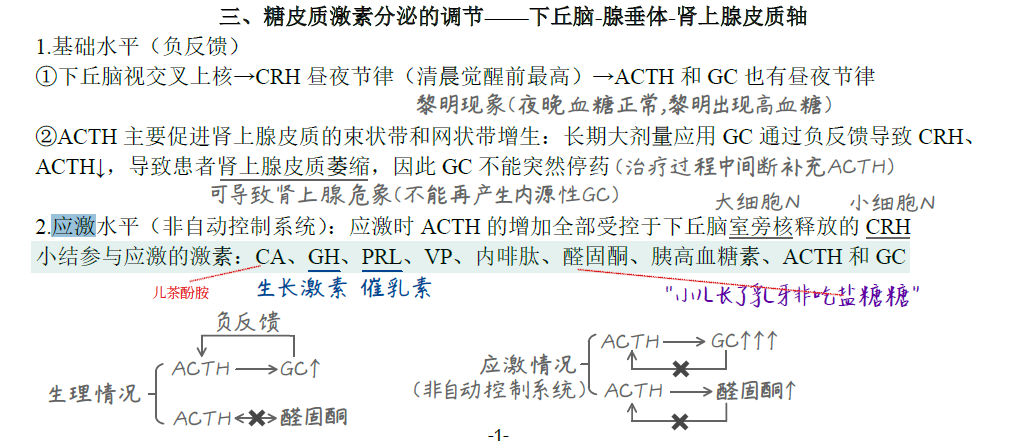 三、糖皮质激素分泌的调节——下丘脑-腺垂体-肾上腺皮质轴
1.基础水平（负反馈）
①下丘脑视交叉上核→CRH 昼夜节律（清晨觉醒前最高）→ACTH 和 GC 也有昼夜节律
黎明现象(夜晚血糖正常,黎明出现高血糖)
②ACTH 主要促进肾上腺皮质的束状带和网状带增生：长期大剂量应用 GC 通过负反馈导致 CRH、
ACTH↓，导致患者肾上腺皮质萎缩，因此 GC 不能突然停药(治疗过程中间断补充ACTH)
可导致肾上腺危象(不能再产生内源性GC)
大细胞N 小细胞N
2.应激水平（非自动控制系统）：应激时 ACTH 的增加全部受控于下丘脑室旁核释放的 CRH
小结参与应激的激素：CA、GH、PRL、VP、内啡肽、醛固酮、胰高血糖素、ACTH 和 GC
儿茶酚胺 生长激素 催乳素 "小儿长了乳牙非吃盐糖糖"
负反馈
ACTH→GC↑
生理情况
ACTH↔醛固酮
ACTH→GC↑↑↑
应激情况
(非自动控制系统)
ACTH→醛固酮↑
-1-